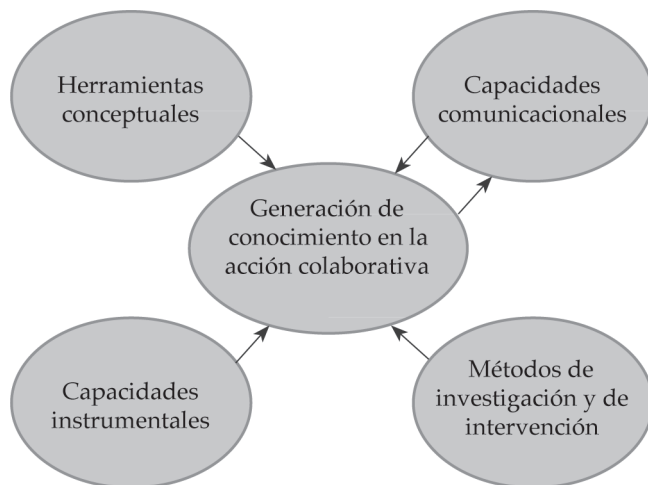 Herramientas
conceptuales
Capacidades
comunicacionales
Generación de
conocimiento en la
acción colaborativa
Capacidades
instrumentales
Métodos de
investigación y de
intervención